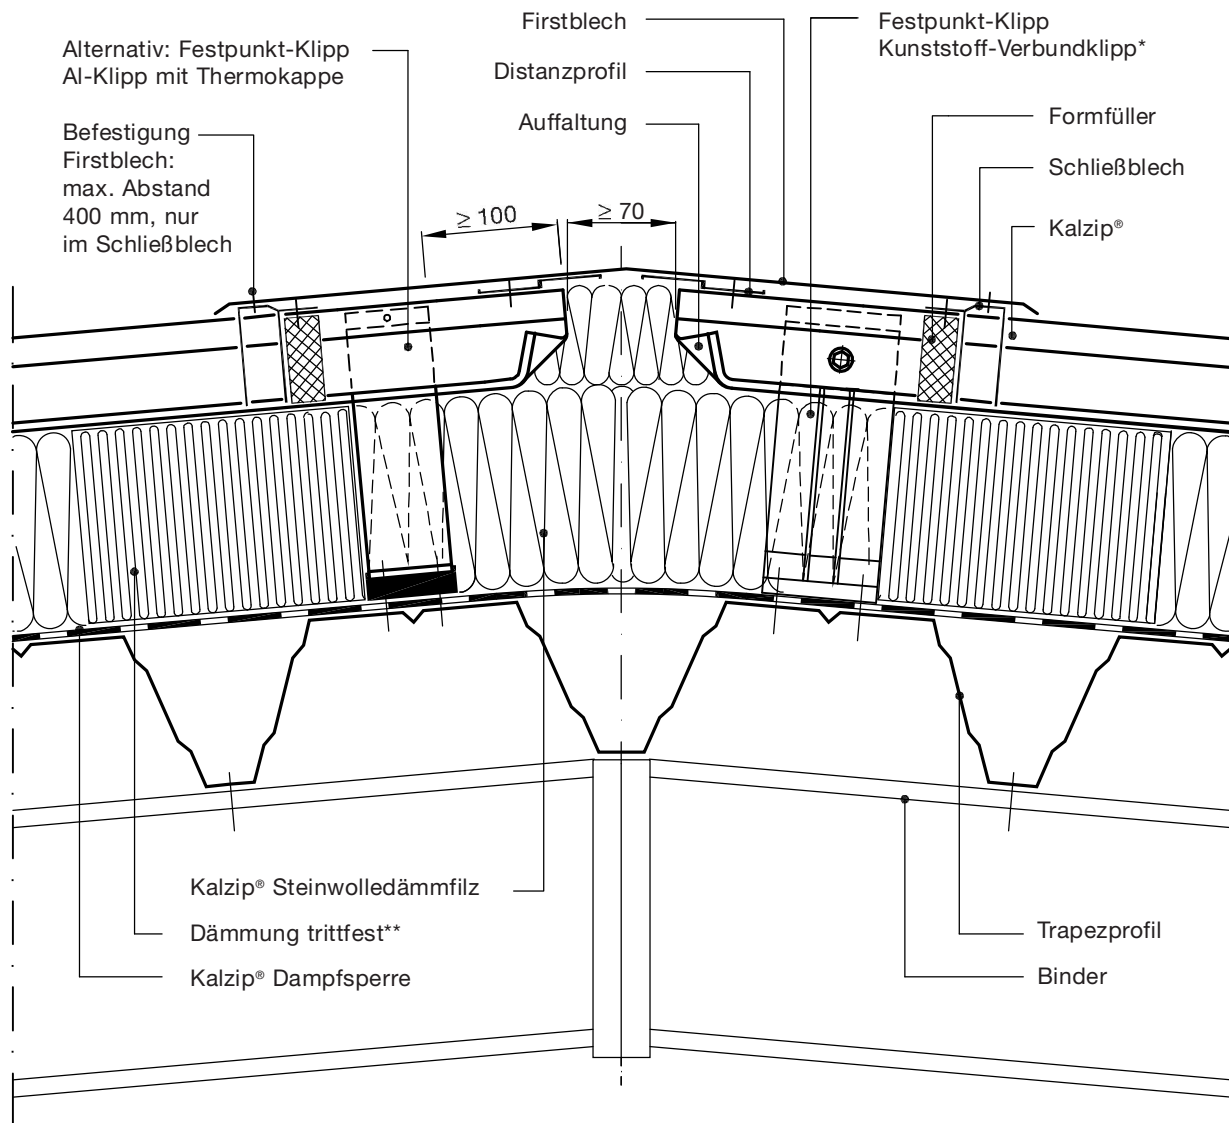 Alternativ: Festpunkt-Klipp
Al-Klipp mit Thermokappe
Befestigung
Firstblech:
max. Abstand
400 mm, nur
im Schließblech
Firstblech
Distanzprofil
Auffaltung
Festpunkt-Klipp
Kunststoff-Verbundklipp*
Formfüller
Schließblech
Kalzip®
≥ 100
≥ 70
Kalzip® Steinwolledämmfilz
Dämmung trittfest**
Kalzip® Dampfsperre
Trapezprofil
Binder